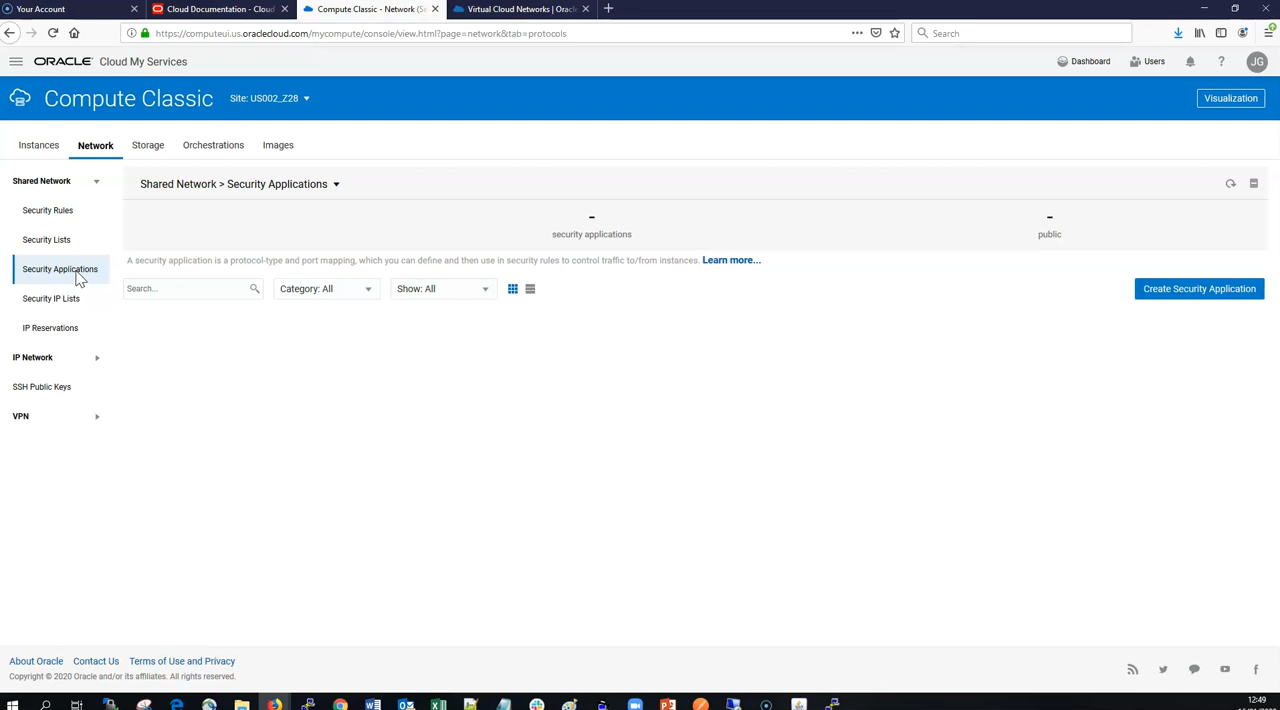 Your Account
Cloud Documentation - Cloud
Compute Classic - Network (Se
Virtual Cloud Networks | Oracle
https://computeui.us.oraclecloud.com/mycompute/console/view.html?page=network&tab=protocols
Search
ORACLE Cloud My Services
Dashboard
Users
?
JG
Compute Classic
Site: US002_Z28
Visualization
Instances
Network
Storage
Orchestrations
Images
Shared Network
Security Rules
Security Lists
Security Applications
Security IP Lists
IP Reservations
IP Network
SSH Public Keys
VPN
Shared Network > Security Applications
-
security applications
-
public
A security application is a protocol-type and port mapping, which you can define and then use in security rules to control traffic to/from instances. Learn more...
Search...
Category: All
Show: All
Create Security Application
About Oracle
Contact Us
Terms of Use and Privacy
Copyright © 2020 Oracle and/or its affiliates. All rights reserved.
12:49